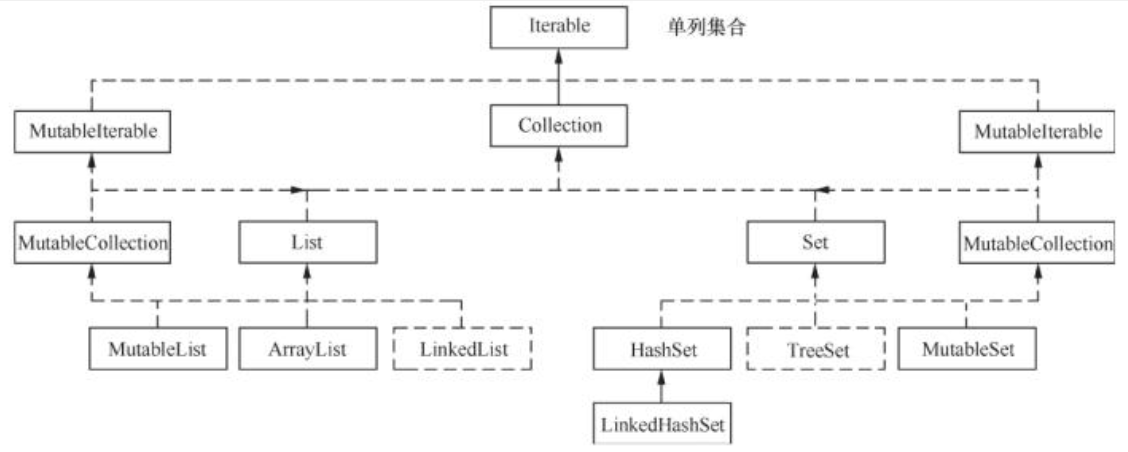 Iterable
单列集合
MutableIterable
Collection
MutableIterable
MutableCollection
List
Set
MutableCollection
MutableList
ArrayList
LinkedList
HashSet
TreeSet
MutableSet
LinkedHashSet